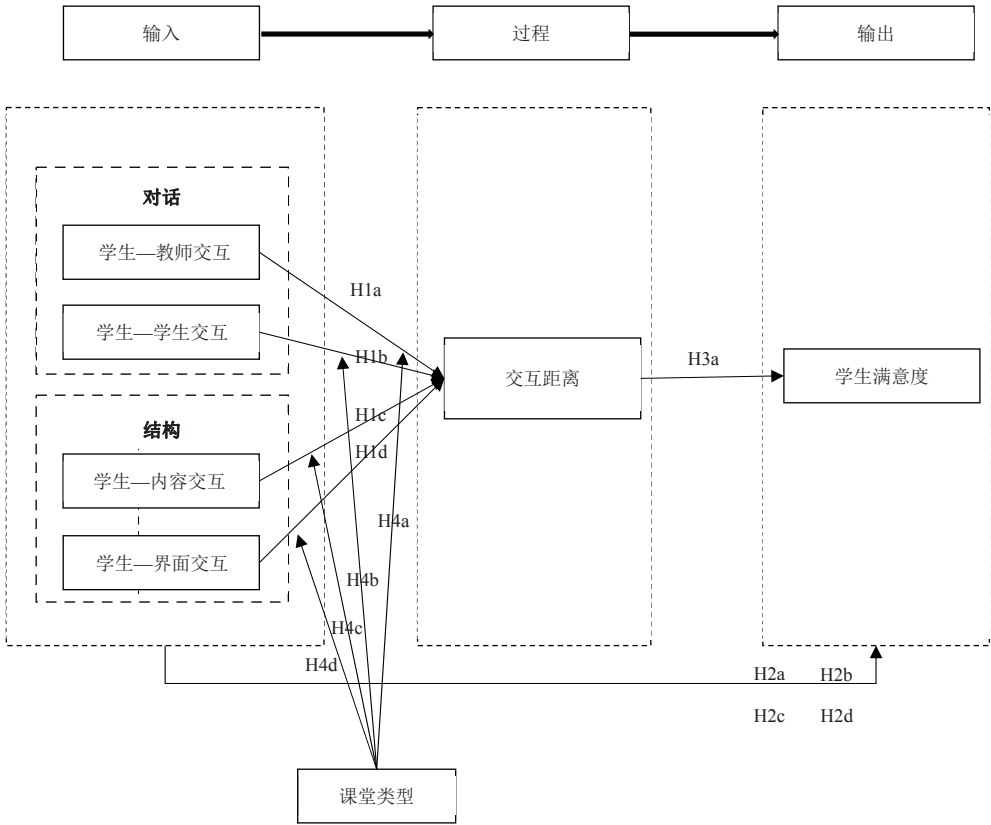 输入
过程
输出
对话
学生—教师交互
学生—学生交互
结构
学生—内容交互
学生—界面交互
H1a
H1b
H1c
H1d
交互距离
H3a
学生满意度
H4a
H4b
H4c
H4d
H2a H2b
H2c H2d
课堂类型